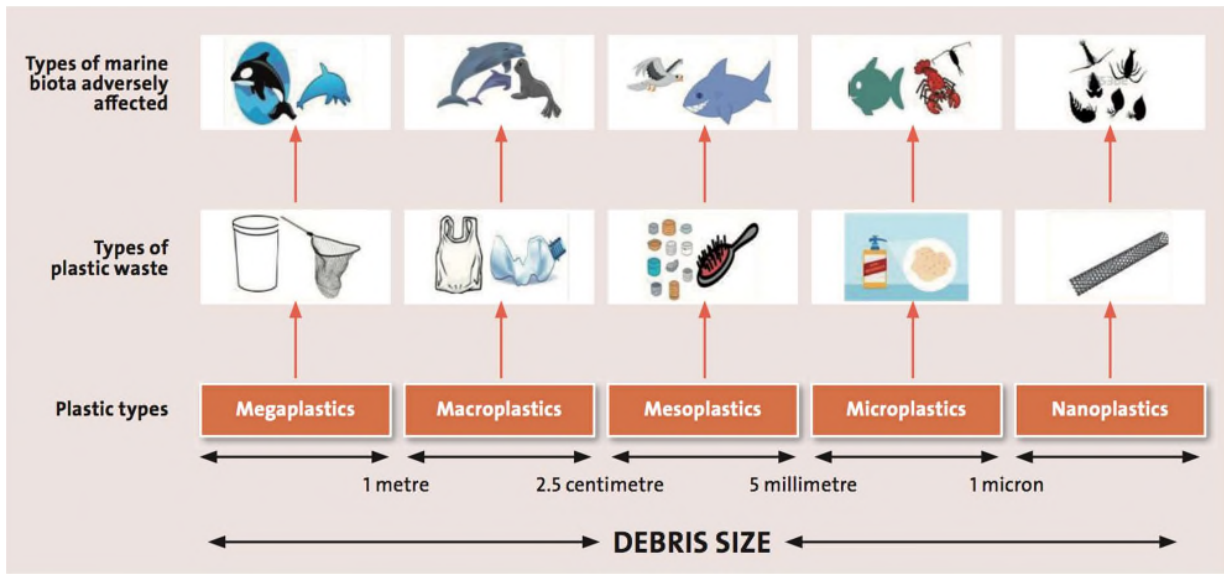 Types of marine
biota adversely
affected
Types of
plastic waste
Plastic types
Megaplastics
Macroplastics
Mesoplastics
Microplastics
Nanoplastics
1 metre
2.5 centimetre
5 millimetre
1 micron
DEBRIS SIZE